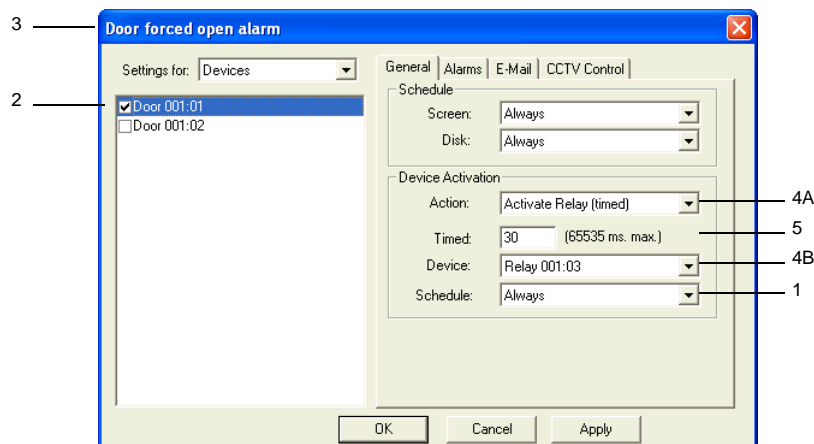 3
Door forced open alarm
Settings for: Devices
2
Door 001:01
Door 001:02
General Alarms E-Mail CCTV Control
Schedule
Screen: Always
Disk: Always
Device Activation
Action: Activate Relay (timed)
4A
Timed: 30 (65535 ms. max.)
5
Device: Relay 001:03
4B
Schedule: Always
1
OK Cancel Apply